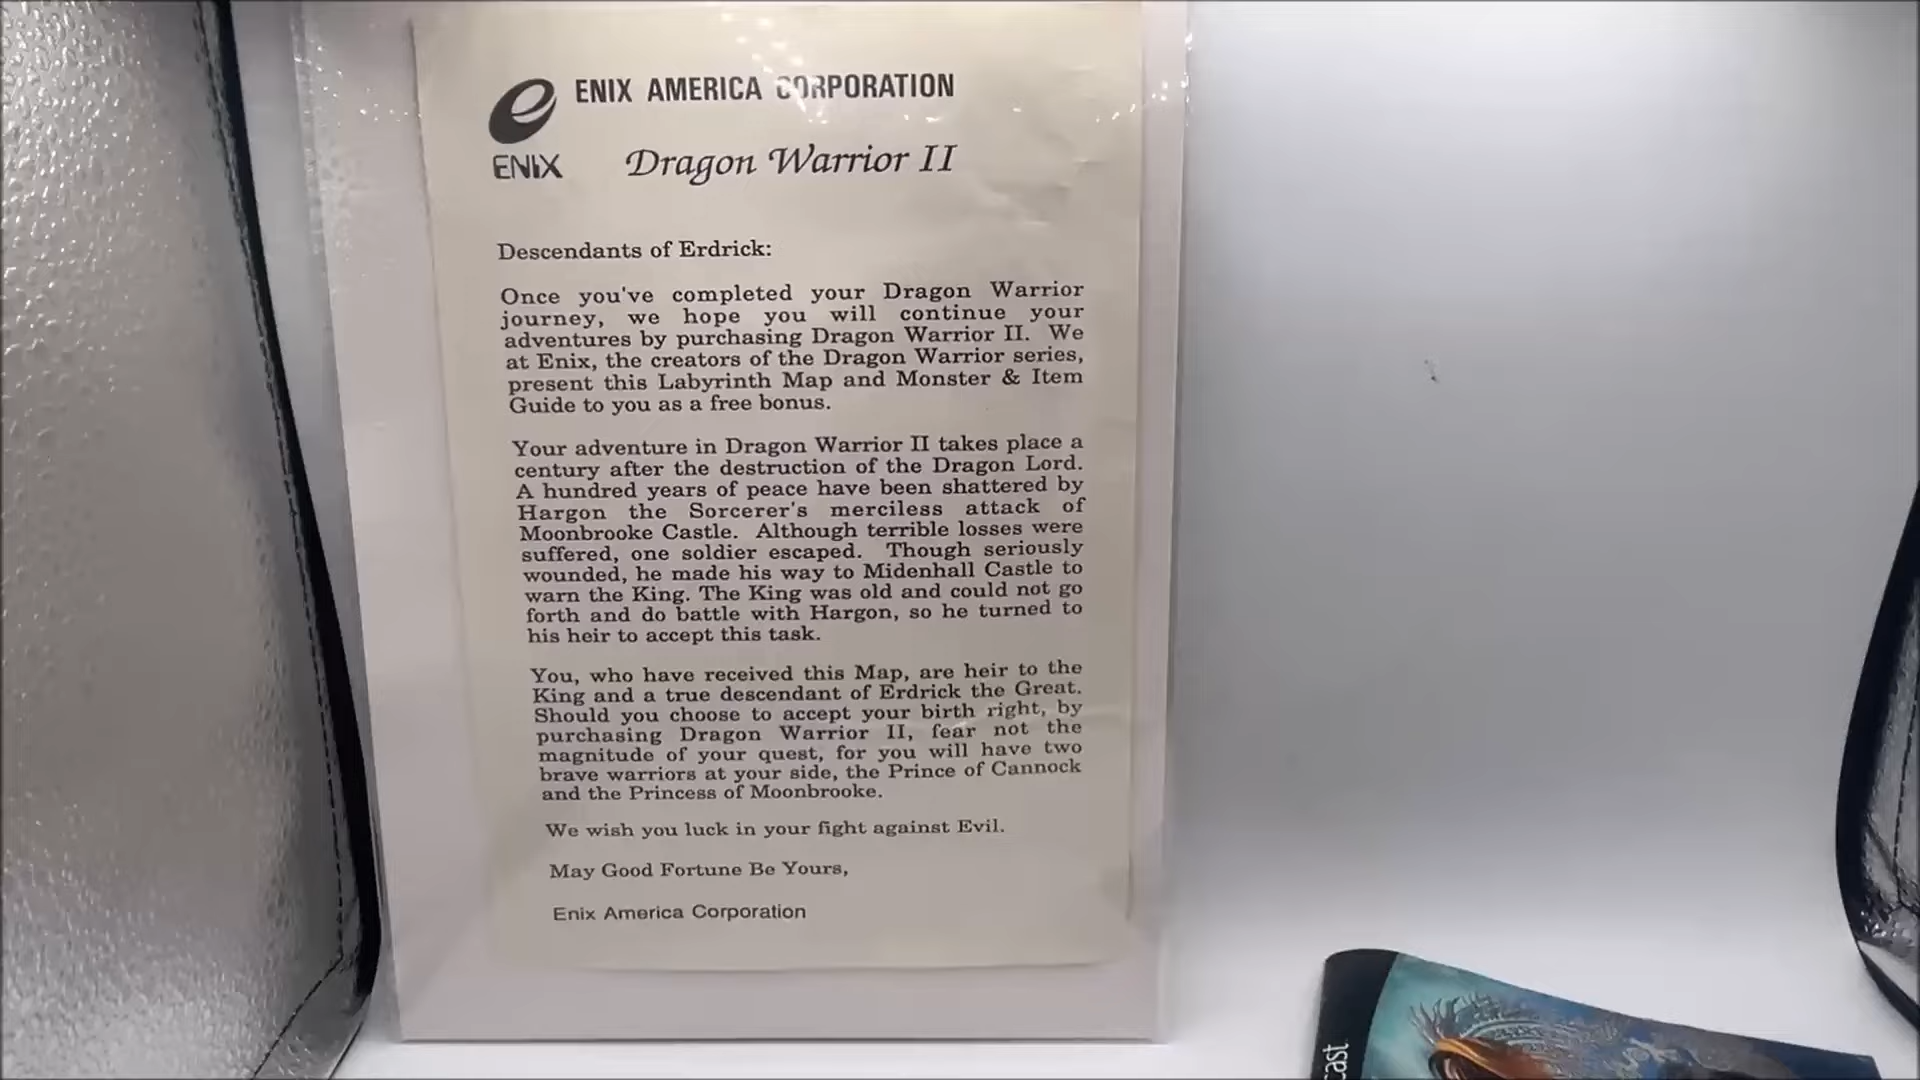 ENIX AMERICA CORPORATION
ENIX
Dragon Warrior II
Descendants of Erdrick:
Once you've completed your Dragon Warrior
journey, we hope you will continue your
adventures by purchasing Dragon Warrior II. We
at Enix, the creators of the Dragon Warrior series,
present this Labyrinth Map and Monster & Item
Guide to you as a free bonus.
Your adventure in Dragon Warrior II takes place a
century after the destruction of the Dragon Lord.
A hundred years of peace have been shattered by
Hargon the Sorcerer's merciless attack of
Moonbrooke Castle. Although terrible losses were
suffered, one soldier escaped. Though seriously
wounded, he made his way to Midenhall Castle to
warn the King. The King was old and could not go
forth and do battle with Hargon, so he turned to
his heir to accept this task.
You, who have received this Map, are heir to the
King and a true descendant of Erdrick the Great.
Should you choose to accept your birth right, by
purchasing Dragon Warrior II, fear not the
magnitude of your quest, for you will have two
brave warriors at your side, the Prince of Cannock
and the Princess of Moonbrooke.
We wish you luck in your fight against Evil.
May Good Fortune Be Yours,
Enix America Corporation
cast